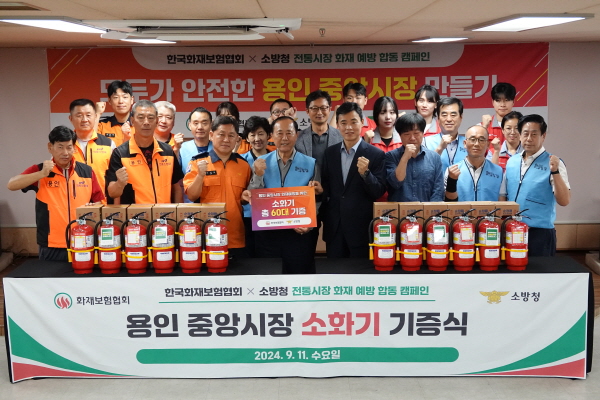 한국화재보험협회 × 소방청 전통시장 화재 예방 합동 캠페인
모두가 안전한 용인 중앙시장 만들기
용인
소화기
총 60대 기증
화재보험협회
한국화재보험협회 × 소방청 전통시장 화재 예방 합동 캠페인
소방청
용인 중앙시장 소화기 기증식
2024. 9. 11. 수요일